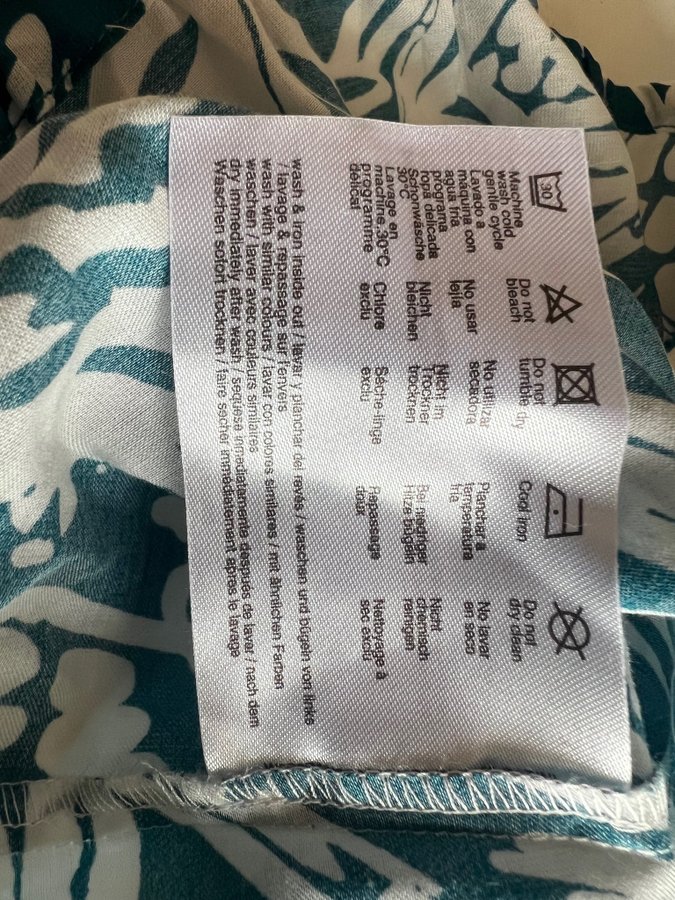 30
Machine
wash cold
gentle cycle
Lavado a
maquina con
agua fria
programa
ropa delicada
Schonwäsche
30°C
Lavage en
machine.30°C
programme
délicat
Do not
bleach
No usar
lejía
Nicht
bleichen
Chlore
exclu
Do not
tumble dry
No utilizar
secadora
Nicht im
Trockner
trocknen
Séche-linge
exclu
Cool iron
Planchar a
temperatura
fría
Bei niedriger
Hitze bügeln
Repassage
doux
Do not
dry clean
No lavar
en seco
Nicht
chemisch
reinigen
Nettoyage à
sec exclu
wash & iron inside out / lavar y planchar del revés / waschen und bügeln von links
/ lavage & repassage sur l'envers
wash with similar colours / lavar con colores similares / mit ähnlichen Farben
waschen / laver avec couleurs similaires
dry immediately after wash / sequese inmediatamente después de lavar / nach dem
Waschen sofort trocknen / faire sécher immédiatement après le lavage